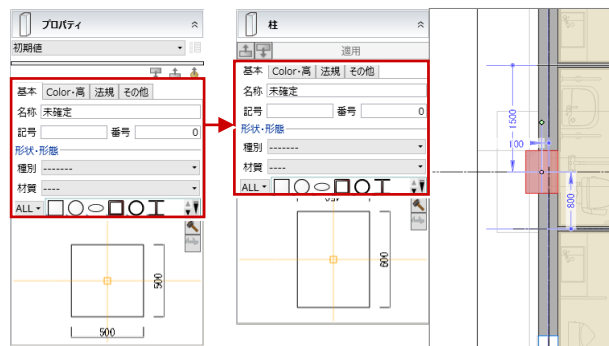 プロパティ
初期値
基本 Color・高 法規 その他
名称 未確定
記号 番号 0
形状・形態
種別 -------
材質 ----
ALL
500
500
柱
適用
基本 Color・高 法規 その他
名称 未確定
記号 番号 0
形状・形態
種別 -------
材質 ----
ALL
600
1500
100
800